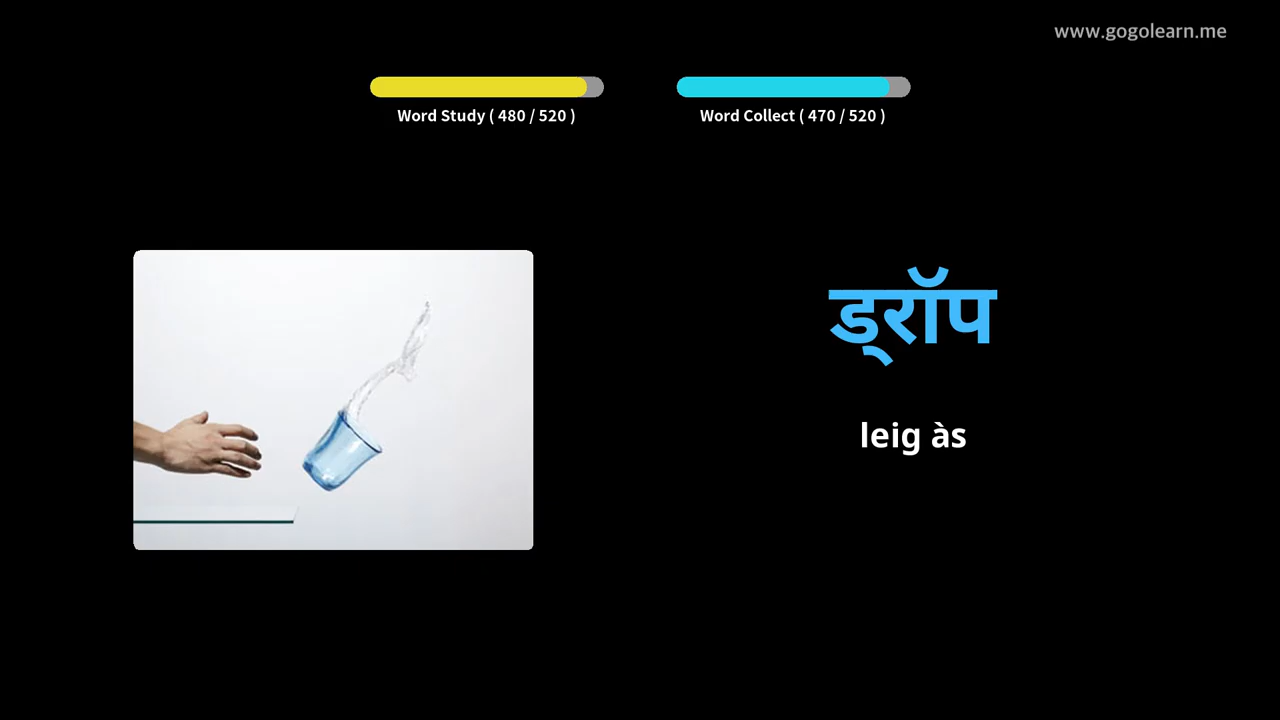 www.gogolearn.me
Word Study ( 480 / 520 )
Word Collect ( 470 / 520 )
ड्रॉप
leig às